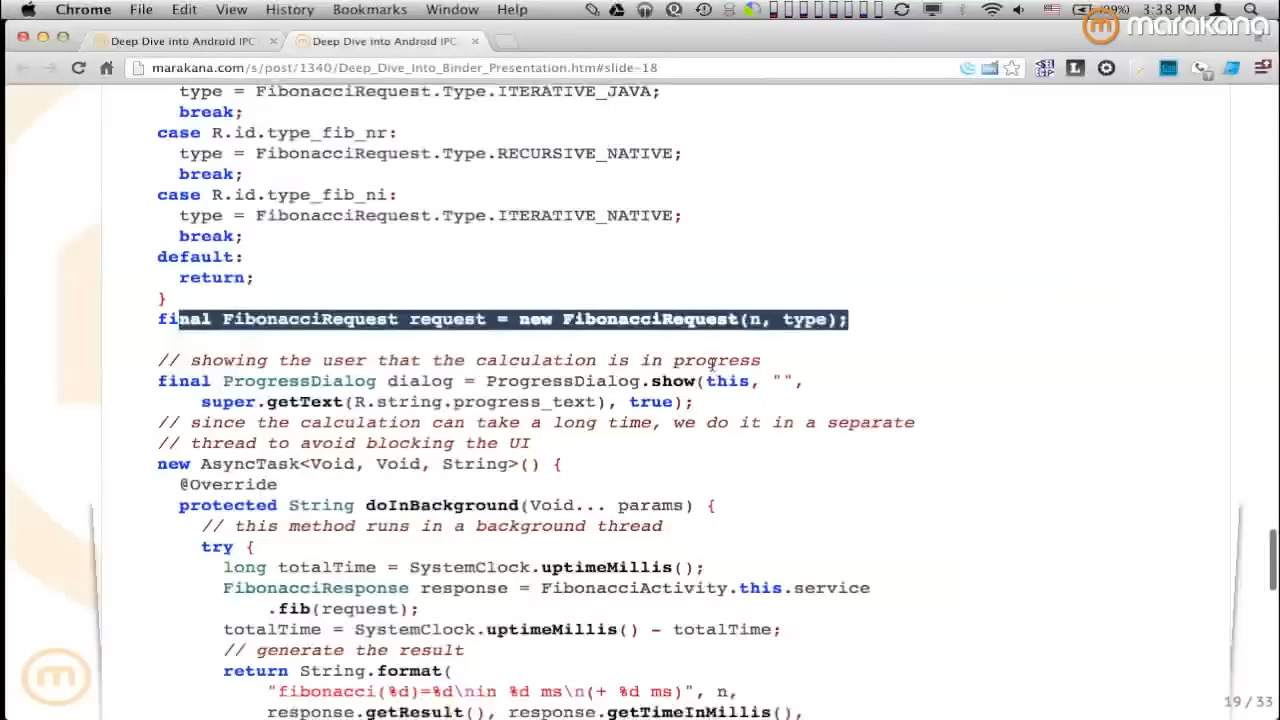 Chrome File Edit View History Bookmarks Window Help 3:38 PM
marakana
Deep Dive into Android IPC × Deep Dive into Android IPC ×
marakana.com/s/post/1340/Deep_Dive_Into_Binder_Presentation.htm#slide-18
type = FibonacciRequest.Type.ITERATIVE_JAVA;
break;
case R.id.type_fib_nr:
type = FibonacciRequest.Type.RECURSIVE_NATIVE;
break;
case R.id.type_fib_ni:
type = FibonacciRequest.Type.ITERATIVE_NATIVE;
break;
default:
return;
}
final FibonacciRequest request = new FibonacciRequest(n, type);
// showing the user that the calculation is in progress
final ProgressDialog dialog = ProgressDialog.show(this, "",
super.getText(R.string.progress_text), true);
// since the calculation can take a long time, we do it in a separate
// thread to avoid blocking the UI
new AsyncTask<Void, Void, String>() {
@Override
protected String doInBackground(Void... params) {
// this method runs in a background thread
try {
long totalTime = SystemClock.uptimeMillis();
FibonacciResponse response = FibonacciActivity.this.service
.fib(request);
totalTime = SystemClock.uptimeMillis() - totalTime;
// generate the result
return String.format(
"fibonacci(%d)=%d\nin %d ms\n(+ %d ms)", n,
response.getResult(), response.getTimeInMillis(),
19 / 33